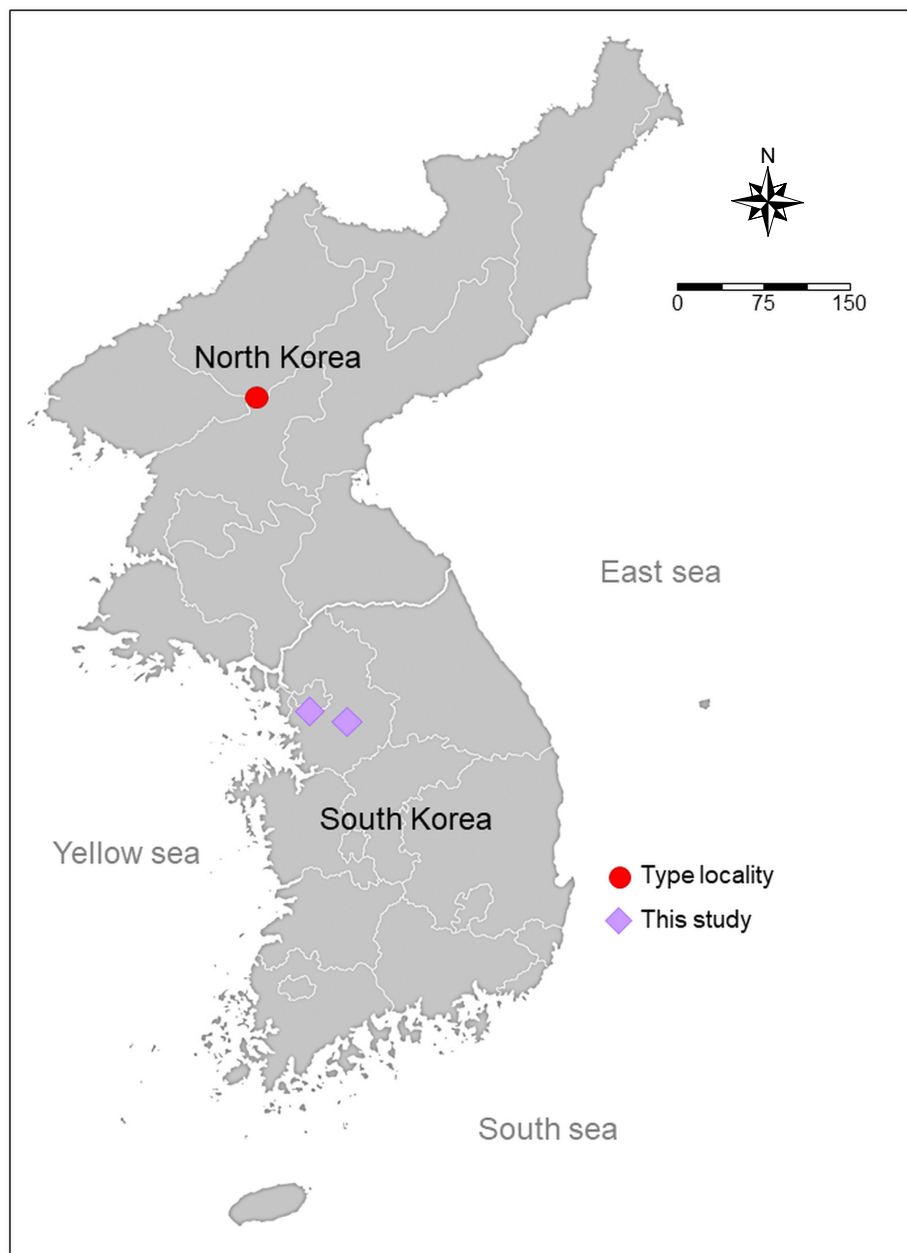 N
0 75 150
North Korea
East sea
South Korea
Yellow sea
Type locality
This study
South sea